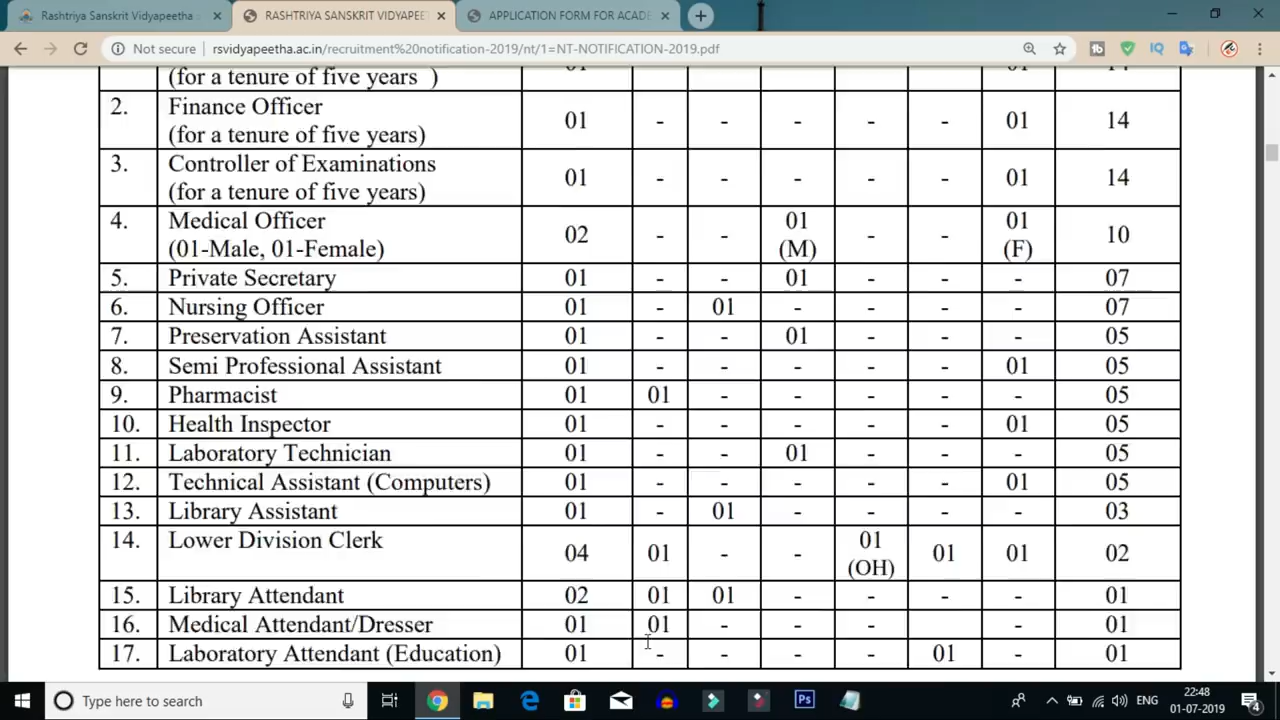 Rashtriya Sanskrit Vidyapeetha
RASHTRIYA SANSKRIT VIDYAPEET
APPLICATION FORM FOR ACADE
Not secure | rsvidyapeetha.ac.in/recruitment%20notification-2019/nt/1=NT-NOTIFICATION-2019.pdf
(for a tenure of five years )
2. Finance Officer (for a tenure of five years) 01 - - - - - 01 14
3. Controller of Examinations (for a tenure of five years) 01 - - - - - 01 14
4. Medical Officer (01-Male, 01-Female) 02 - - 01 (M) - - 01 (F) 10
5. Private Secretary 01 - - 01 - - - 07
6. Nursing Officer 01 - 01 - - - - 07
7. Preservation Assistant 01 - - 01 - - - 05
8. Semi Professional Assistant 01 - - - - - 01 05
9. Pharmacist 01 01 - - - - - 05
10. Health Inspector 01 - - - - - 01 05
11. Laboratory Technician 01 - - 01 - - - 05
12. Technical Assistant (Computers) 01 - - - - - 01 05
13. Library Assistant 01 - 01 - - - - 03
14. Lower Division Clerk 04 01 - - 01 (OH) 01 01 02
15. Library Attendant 02 01 01 - - - - 01
16. Medical Attendant/Dresser 01 01 - - - - - 01
17. Laboratory Attendant (Education) 01 - - - - 01 - 01
Type here to search
Ps
ENG
22:48
01-07-2019
4